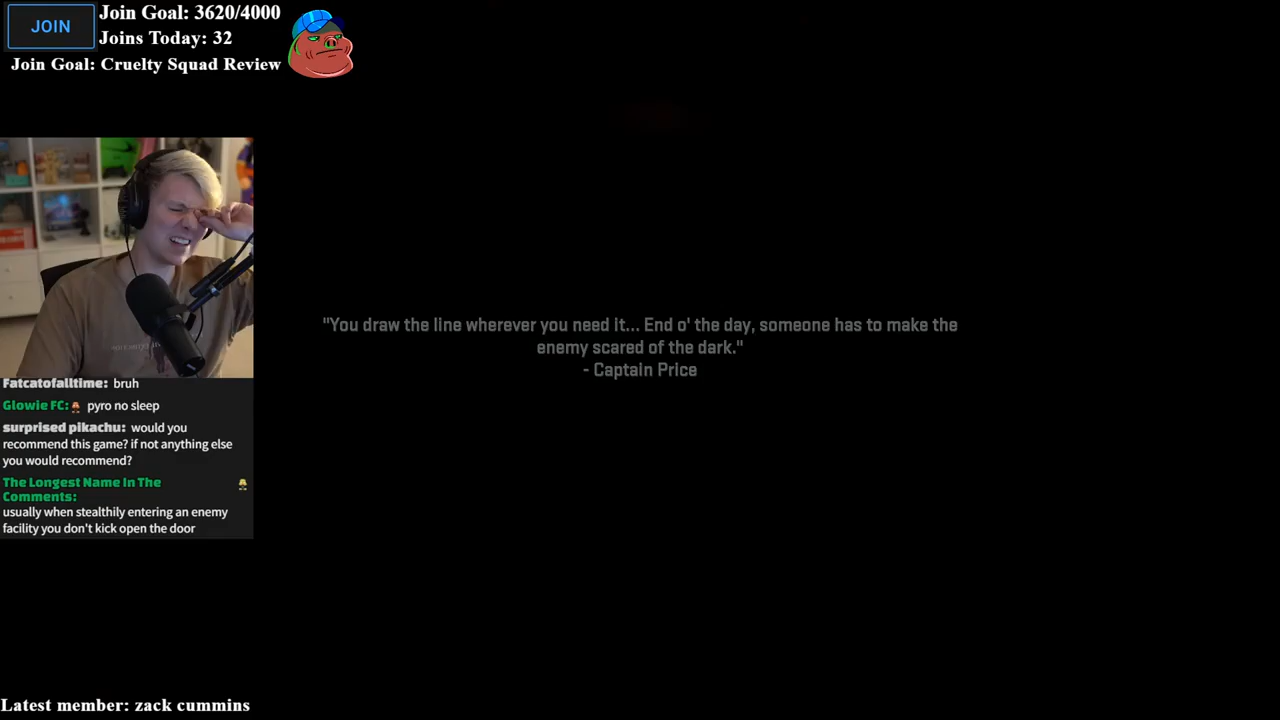 JOIN
Join Goal: 3620/4000
Joins Today: 32
Join Goal: Cruelty Squad Review
"You draw the line wherever you need it... End o' the day, someone has to make the
enemy scared of the dark."
- Captain Price
Fatcatofalltime: bruh
Glowie FC: pyro no sleep
surprised pikachu: would you
recommend this game? if not anything else
you would recommend?
The Longest Name In The
Comments:
usually when stealthily entering an enemy
facility you don't kick open the door
Latest member: zack cummins